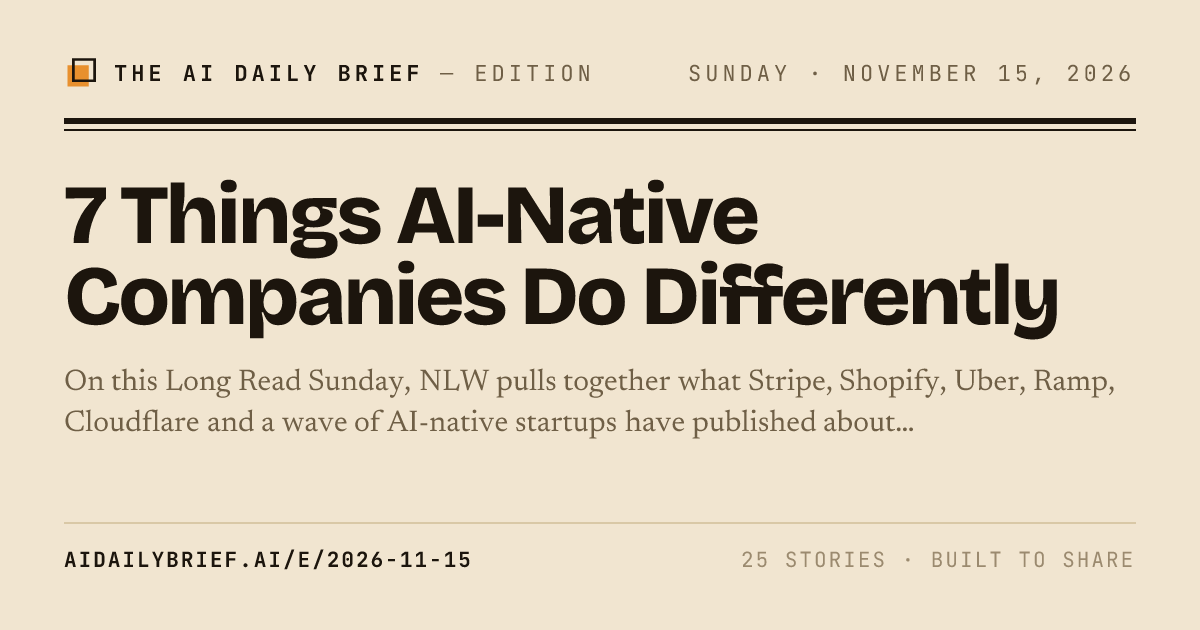 THE AI DAILY BRIEF — EDITION
SUNDAY · NOVEMBER 15, 2026
7 Things AI-Native
Companies Do Differently
On this Long Read Sunday, NLW pulls together what Stripe, Shopify, Uber, Ramp,
Cloudflare and a wave of AI-native startups have published about…
AIDAILYBRIEF.AI/E/2026-11-15
25 STORIES · BUILT TO SHARE